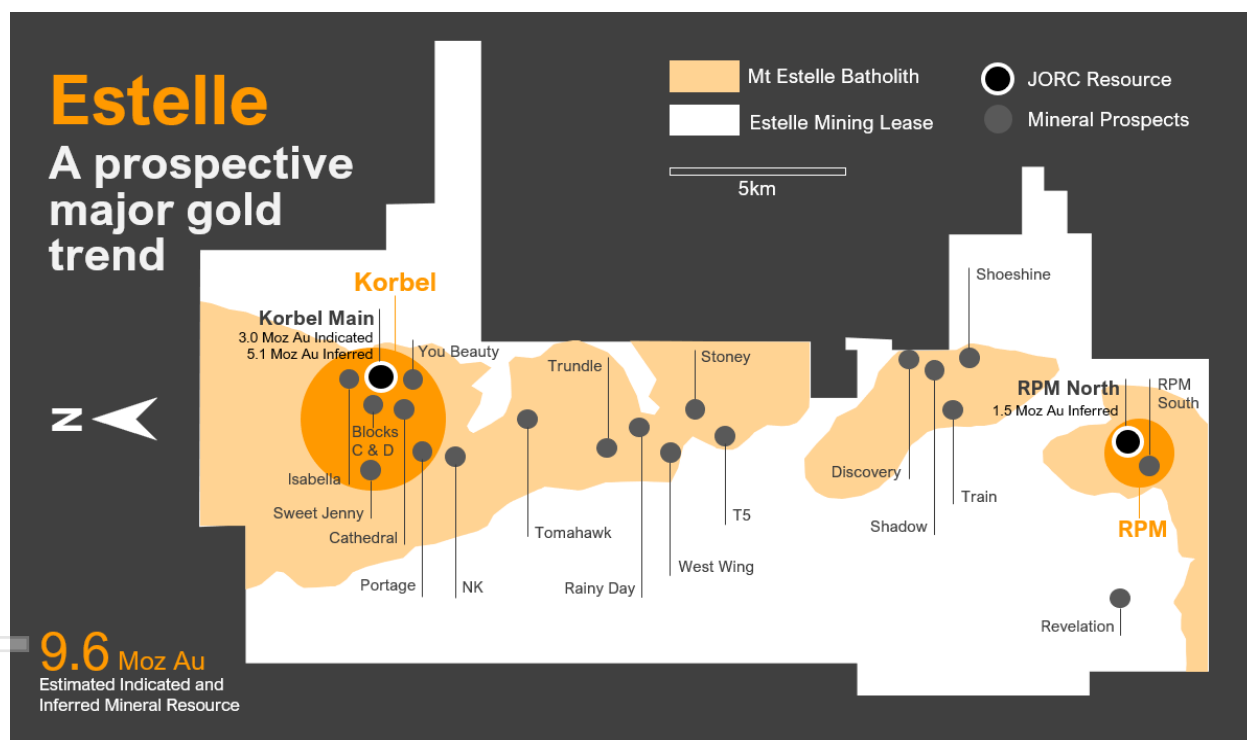 Estelle
A prospective
major gold
trend
Mt Estelle Batholith
Estelle Mining Lease
JORC Resource
Mineral Prospects
5km
N
Korbel
Korbel Main
3.0 Moz Au Indicated
5.1 Moz Au Inferred
You Beauty
Blocks
C & D
Isabella
Sweet Jenny
Cathedral
Portage
NK
Trundle
Tomahawk
Rainy Day
Stoney
West Wing
T5
Shoeshine
Discovery
Shadow
Train
RPM North
1.5 Moz Au Inferred
RPM
South
RPM
Revelation
9.6 Moz Au
Estimated Indicated and
Inferred Mineral Resource